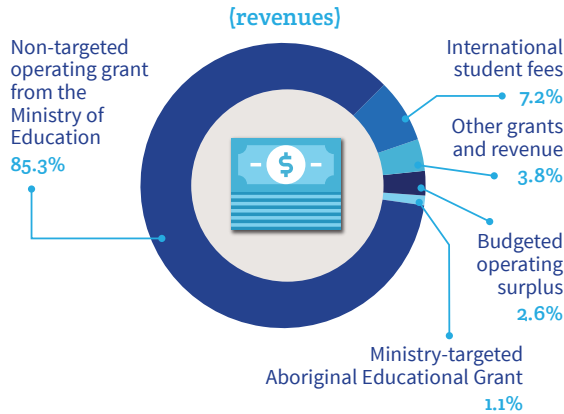 (revenues)
Non-targeted
operating grant
from the
Ministry of
Education
85.3%
International
student fees
7.2%
Other grants
and revenue
3.8%
Budgeted
operating
surplus
2.6%
Ministry-targeted
Aboriginal Educational Grant
1.1%
$